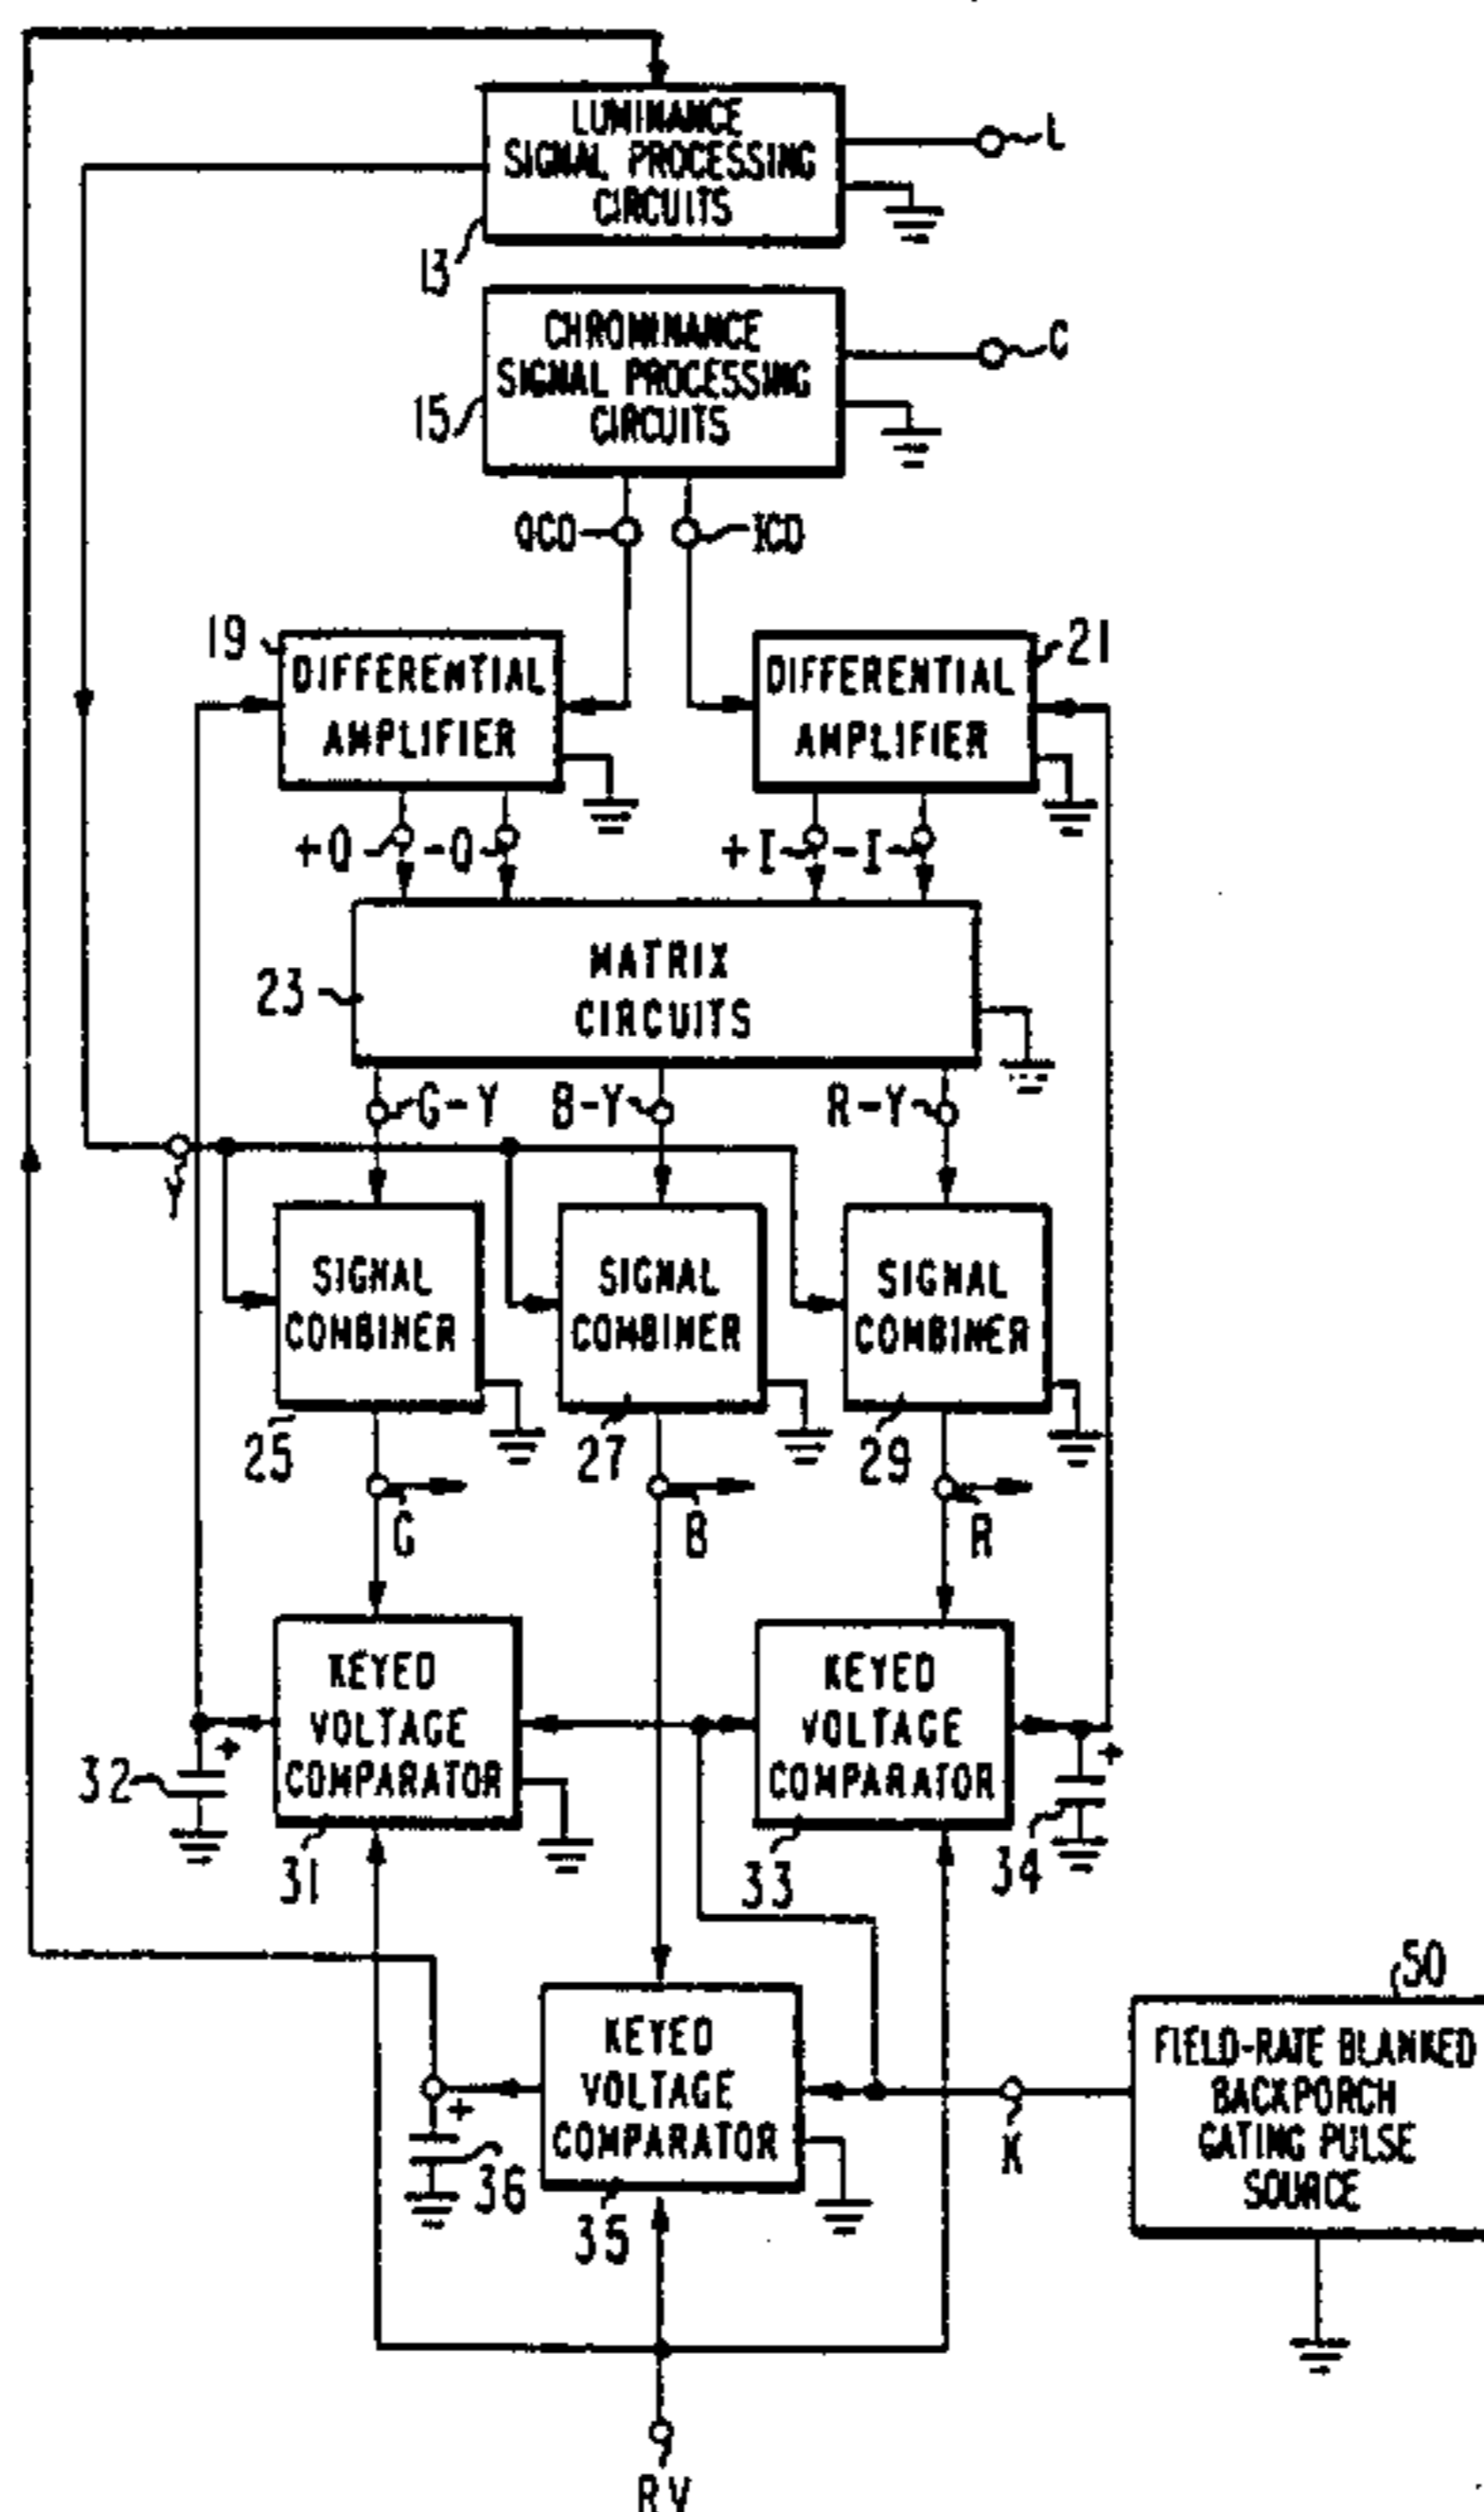 LUMINANCE
SIGNAL PROCESSING
CIRCUITS
L
13
CHROMINANCE
SIGNAL PROCESSING
CIRCUITS
C
15
QCO
ICO
19
DIFFERENTIAL
AMPLIFIER
DIFFERENTIAL
AMPLIFIER
21
+Q
-Q
+I
-I
23
MATRIX
CIRCUITS
G-Y
B-Y
R-Y
Y
SIGNAL
COMBINER
SIGNAL
COMBINER
SIGNAL
COMBINER
25
27
29
G
B
R
KEYED
VOLTAGE
COMPARATOR
KEYED
VOLTAGE
COMPARATOR
+
+
32
31
33
34
KEYED
VOLTAGE
COMPARATOR
+
36
35
K
50
FIELD-RATE BLANKED
BACKPORCH
GATING PULSE
SOURCE
RV